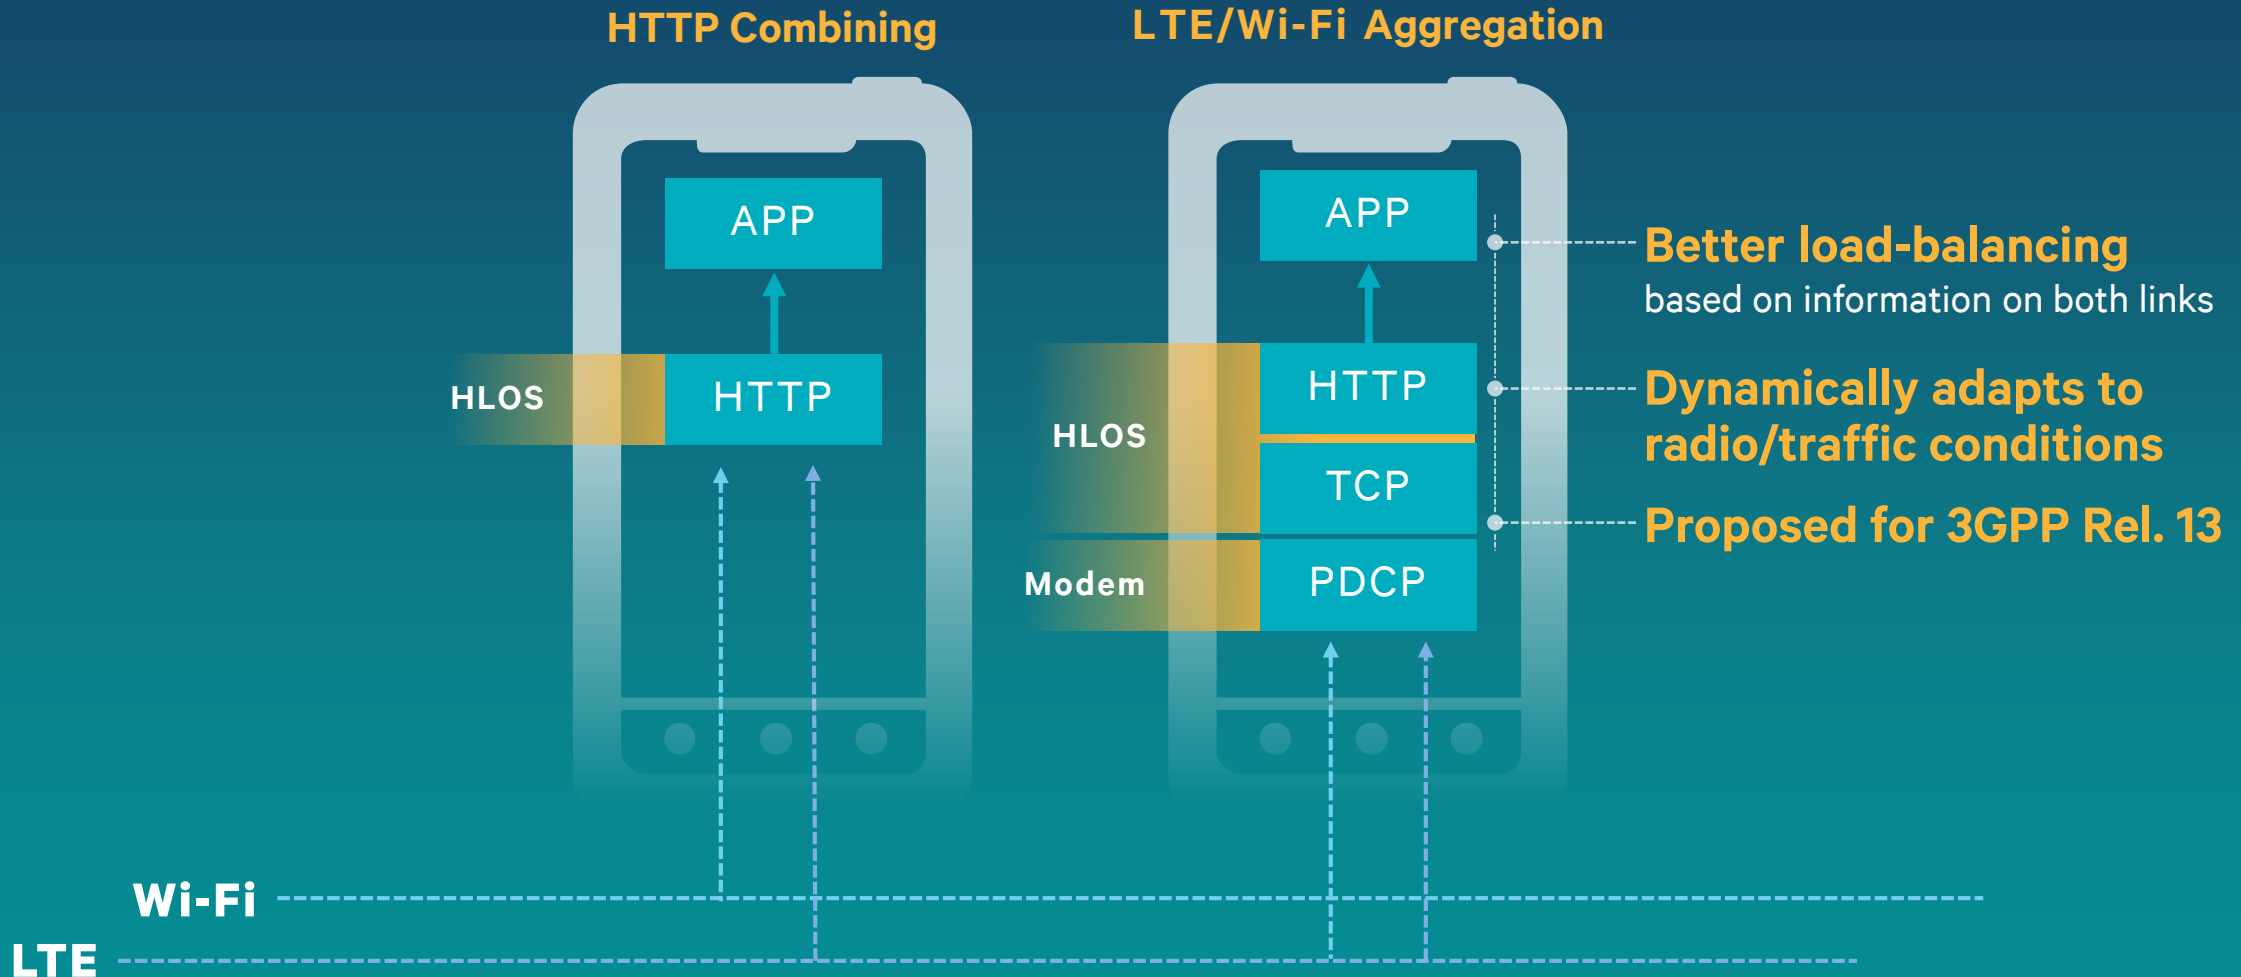 HTTP Combining
APP
HLOS
HTTP
LTE/Wi-Fi Aggregation
APP
HLOS
HTTP
TCP
Modem
PDCP
Better load-balancing
based on information on both links
Dynamically adapts to
radio/traffic conditions
Proposed for 3GPP Rel. 13
Wi-Fi
LTE